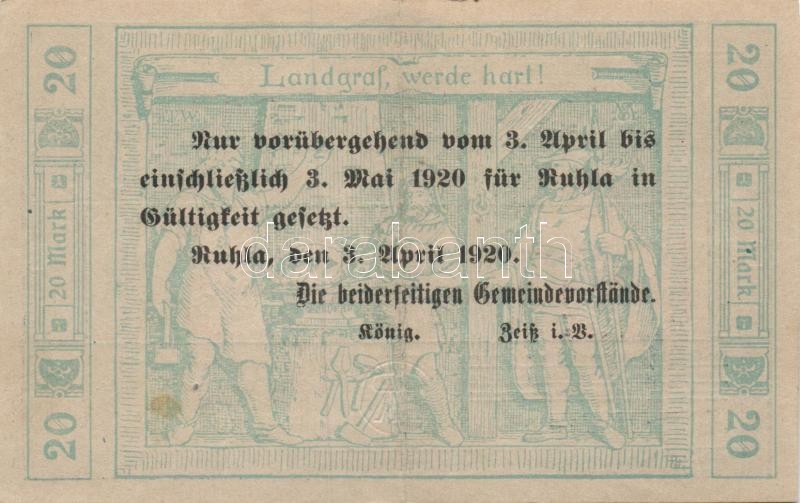 20
20 Mark
20
Landgraf, werde hart!
Nur vorübergehend vom 3. April bis
einschließlich 3. Mai 1920 für Ruhla in
Gültigkeit gesetzt.
Ruhla, den 3. April 1920.
Die beiderseitigen Gemeindevorstände.
König. Zeiß i. V.
20
20 Mark
20
darabanth